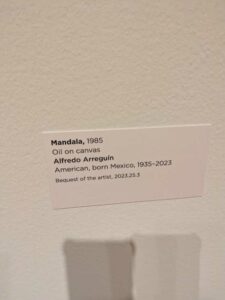 Mandala, 1985
Oil on canvas
Alfredo Arreguín
American, born Mexico, 1935–2023
Bequest of the artist, 2023.25.3